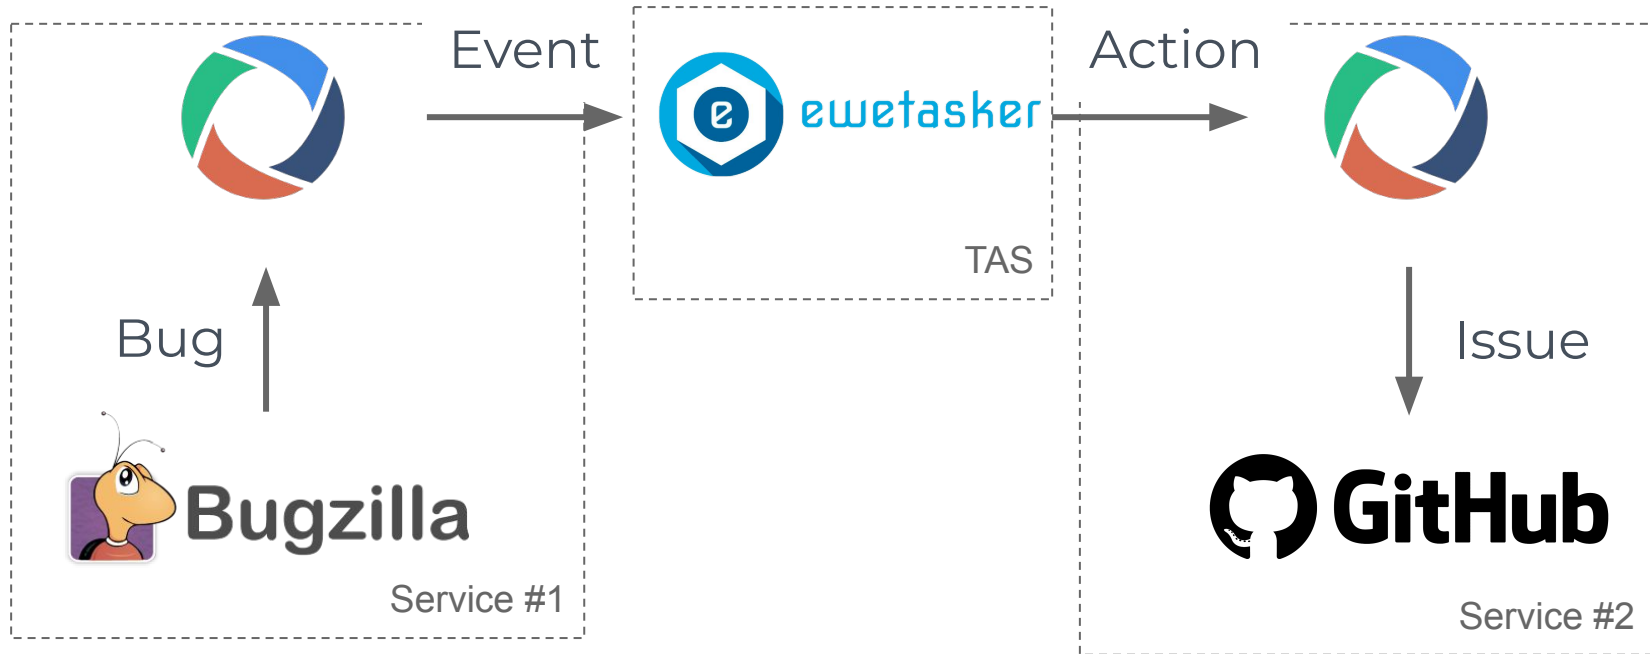 Event
Action
e ewetasker
TAS
Bug
Issue
Bugzilla
GitHub
Service #1
Service #2